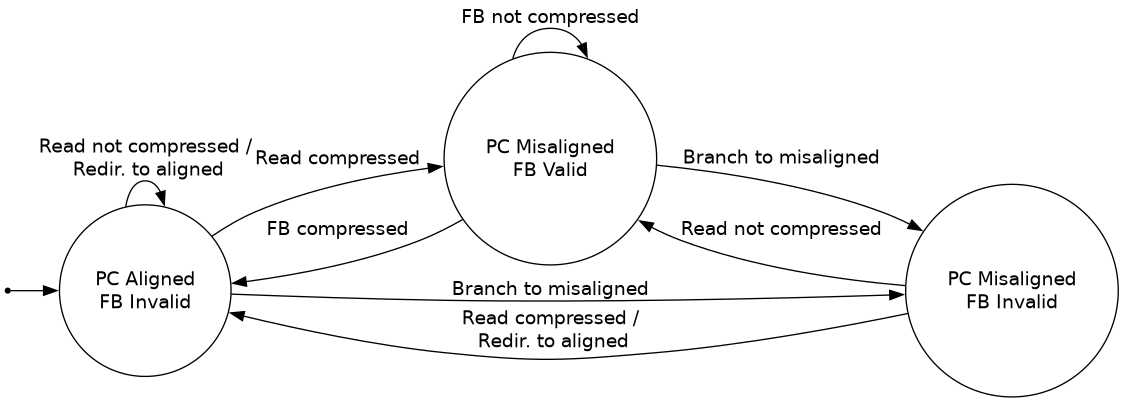 FB not compressed
PC Misaligned
FB Valid
Read not compressed /
Redir. to aligned
Read compressed
Branch to misaligned
FB compressed
Read not compressed
PC Aligned
FB Invalid
Branch to misaligned
PC Misaligned
FB Invalid
Read compressed /
Redir. to aligned